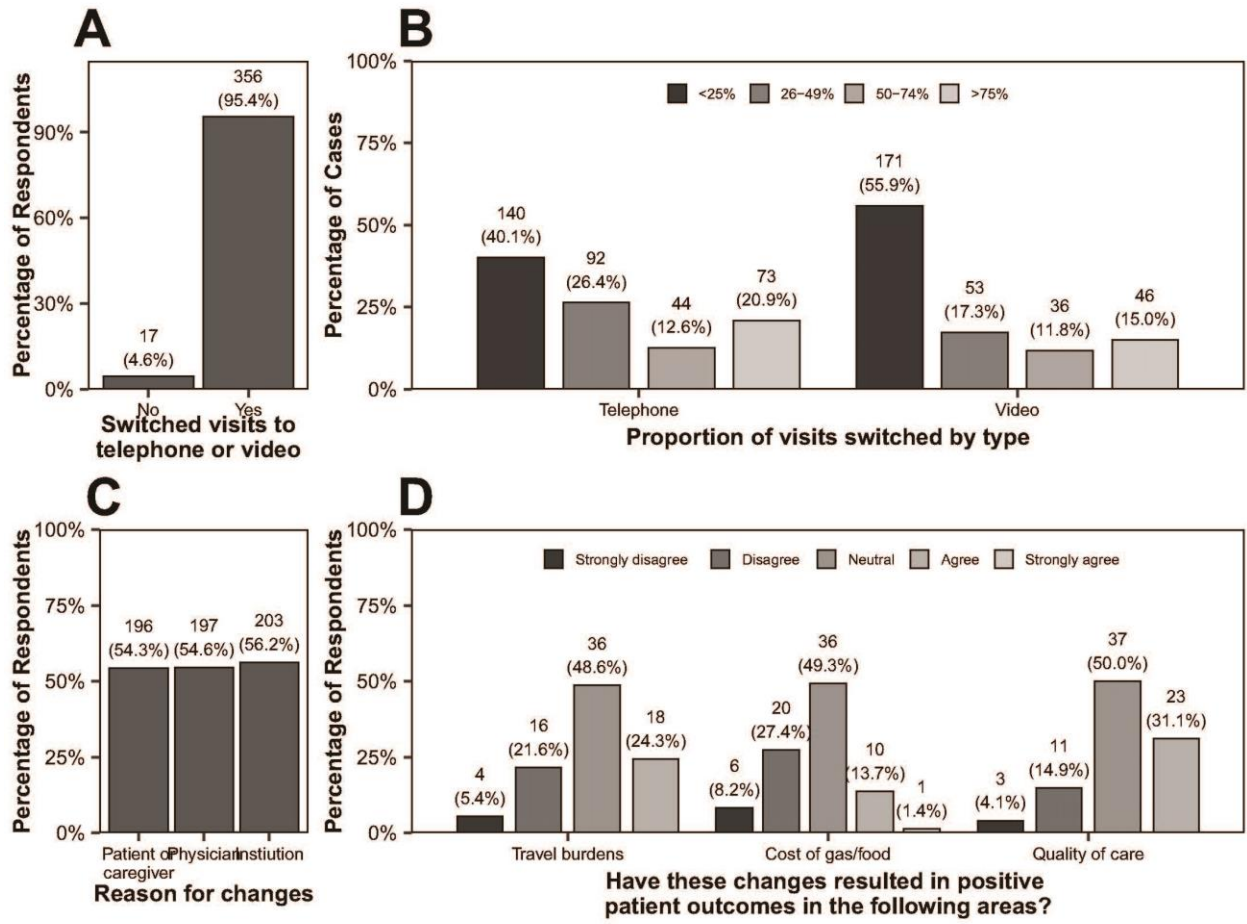 A
Percentage of Respondents
90%
60%
30%
0%
356
(95.4%)
17
(4.6%)
No
Yes
Switched visits to
telephone or video
B
Percentage of Cases
100%
75%
50%
25%
0%
<25%
26−49%
50−74%
>75%
140
(40.1%)
92
(26.4%)
44
(12.6%)
73
(20.9%)
171
(55.9%)
53
(17.3%)
36
(11.8%)
46
(15.0%)
Telephone
Video
Proportion of visits switched by type
C
Percentage of Respondents
100%
75%
50%
25%
0%
196
(54.3%)
197
(54.6%)
203
(56.2%)
Patient or
caregiver
Physician
Instiution
Reason for changes
D
Percentage of Respondents
100%
75%
50%
25%
0%
Strongly disagree
Disagree
Neutral
Agree
Strongly agree
4
(5.4%)
16
(21.6%)
36
(48.6%)
18
(24.3%)
6
(8.2%)
20
(27.4%)
36
(49.3%)
10
(13.7%)
1
(1.4%)
3
(4.1%)
11
(14.9%)
37
(50.0%)
23
(31.1%)
Travel burdens
Cost of gas/food
Quality of care
Have these changes resulted in positive
patient outcomes in the following areas?